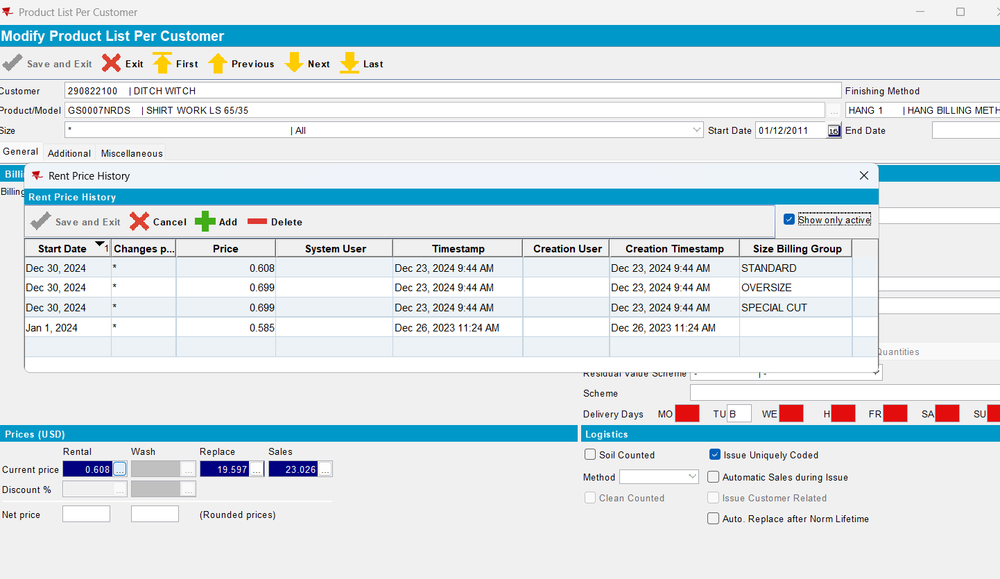 Product List Per Customer
Modify Product List Per Customer
Save and Exit Exit First Previous Next Last
Customer 290822100 | DITCH WITCH Finishing Method
Product/Model GS0007NRDS | SHIRT WORK LS 65/35 ... HANG 1 | HANG BILLING METH
Size * | All Start Date 01/12/2011 16 End Date
General Additional Miscellaneous
Billi
Billing
Rent Price History
Rent Price History
Save and Exit Cancel Add Delete Show only active
Start Date 1 Changes p... Price System User Timestamp Creation User Creation Timestamp Size Billing Group
Dec 30, 2024 * 0.608 Dec 23, 2024 9:44 AM Dec 23, 2024 9:44 AM STANDARD
Dec 30, 2024 * 0.699 Dec 23, 2024 9:44 AM Dec 23, 2024 9:44 AM OVERSIZE
Dec 30, 2024 * 0.699 Dec 23, 2024 9:44 AM Dec 23, 2024 9:44 AM SPECIAL CUT
Jan 1, 2024 * 0.585 Dec 26, 2023 11:24 AM Dec 26, 2023 11:24 AM
Quantities
Residual Value Scheme - | -
Scheme
Delivery Days MO TU B WE H FR SA SU
Prices (USD)
Rental Wash Replace Sales
Current price 0.608 ... ... 19.597 ... 23.026 ...
Discount % ... ...
Net price (Rounded prices)
Logistics
Soil Counted Issue Uniquely Coded
Method Automatic Sales during Issue
Clean Counted Issue Customer Related
Auto. Replace after Norm Lifetime